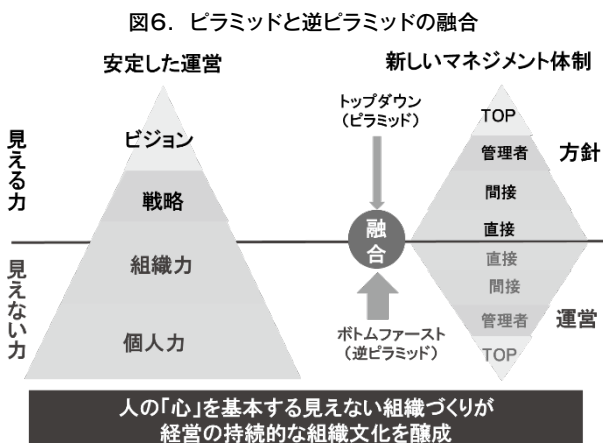 図6. ピラミッドと逆ピラミッドの融合
安定した運営
新しいマネジメント体制
見える力
見えない力
ビジョン
戦略
組織力
個人力
トップダウン
(ピラミッド)
融
合
ボトムファースト
(逆ピラミッド)
TOP
管理者
間接
直接
直接
間接
管理者
TOP
方針
運営
人の「心」を基本する見えない組織づくりが
経営の持続的な組織文化を醸成